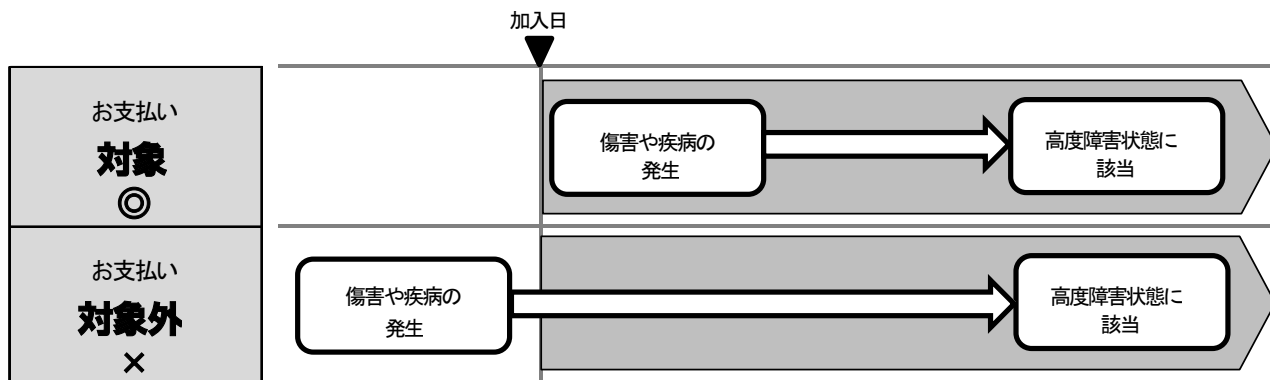 加入日
お支払い
対象
◎
傷害や疾病の
発生
高度障害状態に
該当
お支払い
対象外
×
傷害や疾病の
発生
高度障害状態に
該当